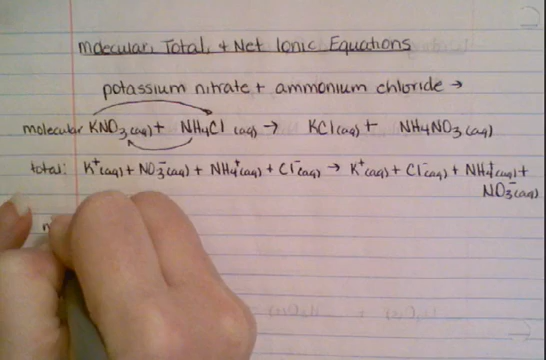 molecular, Total, + Net Ionic Equations
potassium nitrate + ammonium chloride →
molecular KNO₃(aq) + NH₄Cl (aq) → KCl(aq) + NH₄NO₃(aq)
total: K⁺(aq) + NO₃⁻(aq) + NH₄⁺(aq) + Cl⁻(aq) → K⁺(aq) + Cl⁻(aq) + NH₄⁺(aq) +
NO₃⁻(aq)